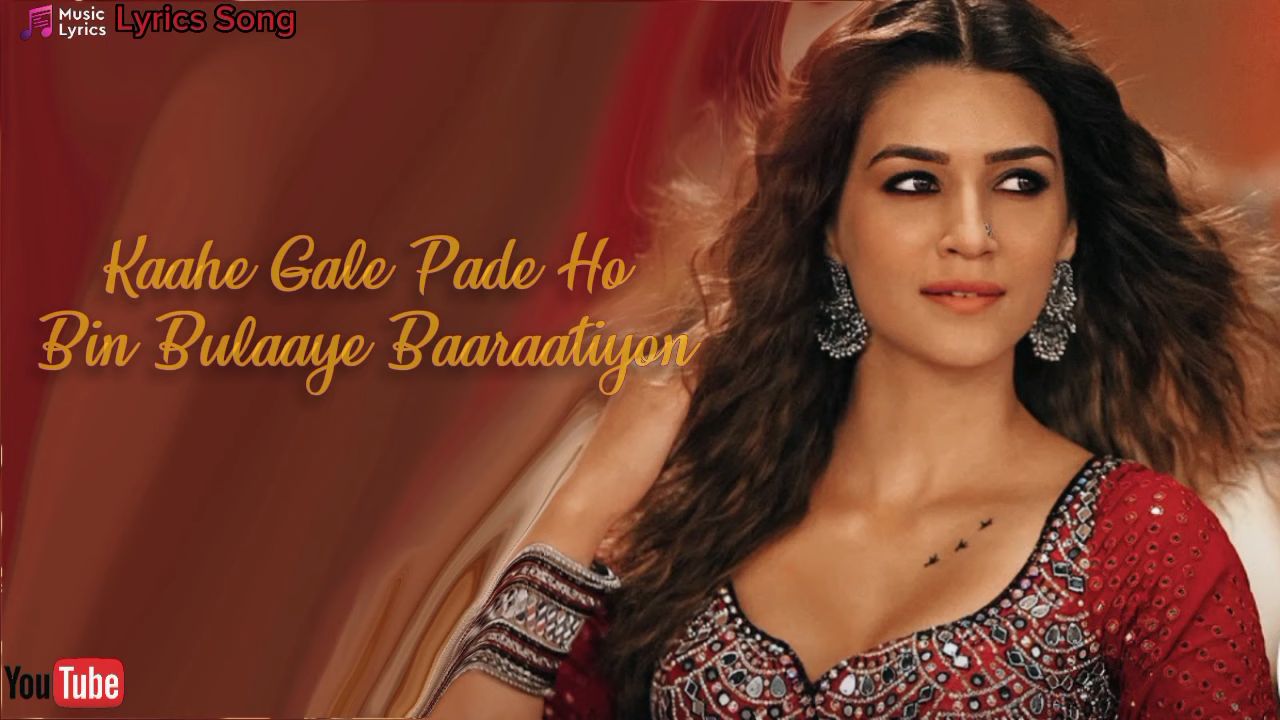 Music
Lyrics
Lyrics Song
Kaahe Gale Pade Ho
Bin Bulaaye Baaraatiyon
YouTube